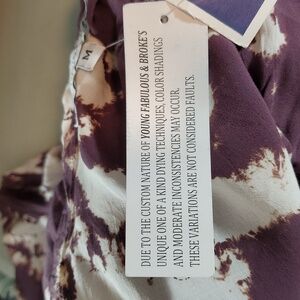 M
DUE TO THE CUSTOM NATURE OF YOUNG FABULOUS & BROKE'S
UNIQUE ONE OF A KIND DYING TECHNIQUES, COLOR SHADINGS
AND MODERATE INCONSISTENCIES MAY OCCUR.
THESE VARIATIONS ARE NOT CONSIDERED FAULTS.